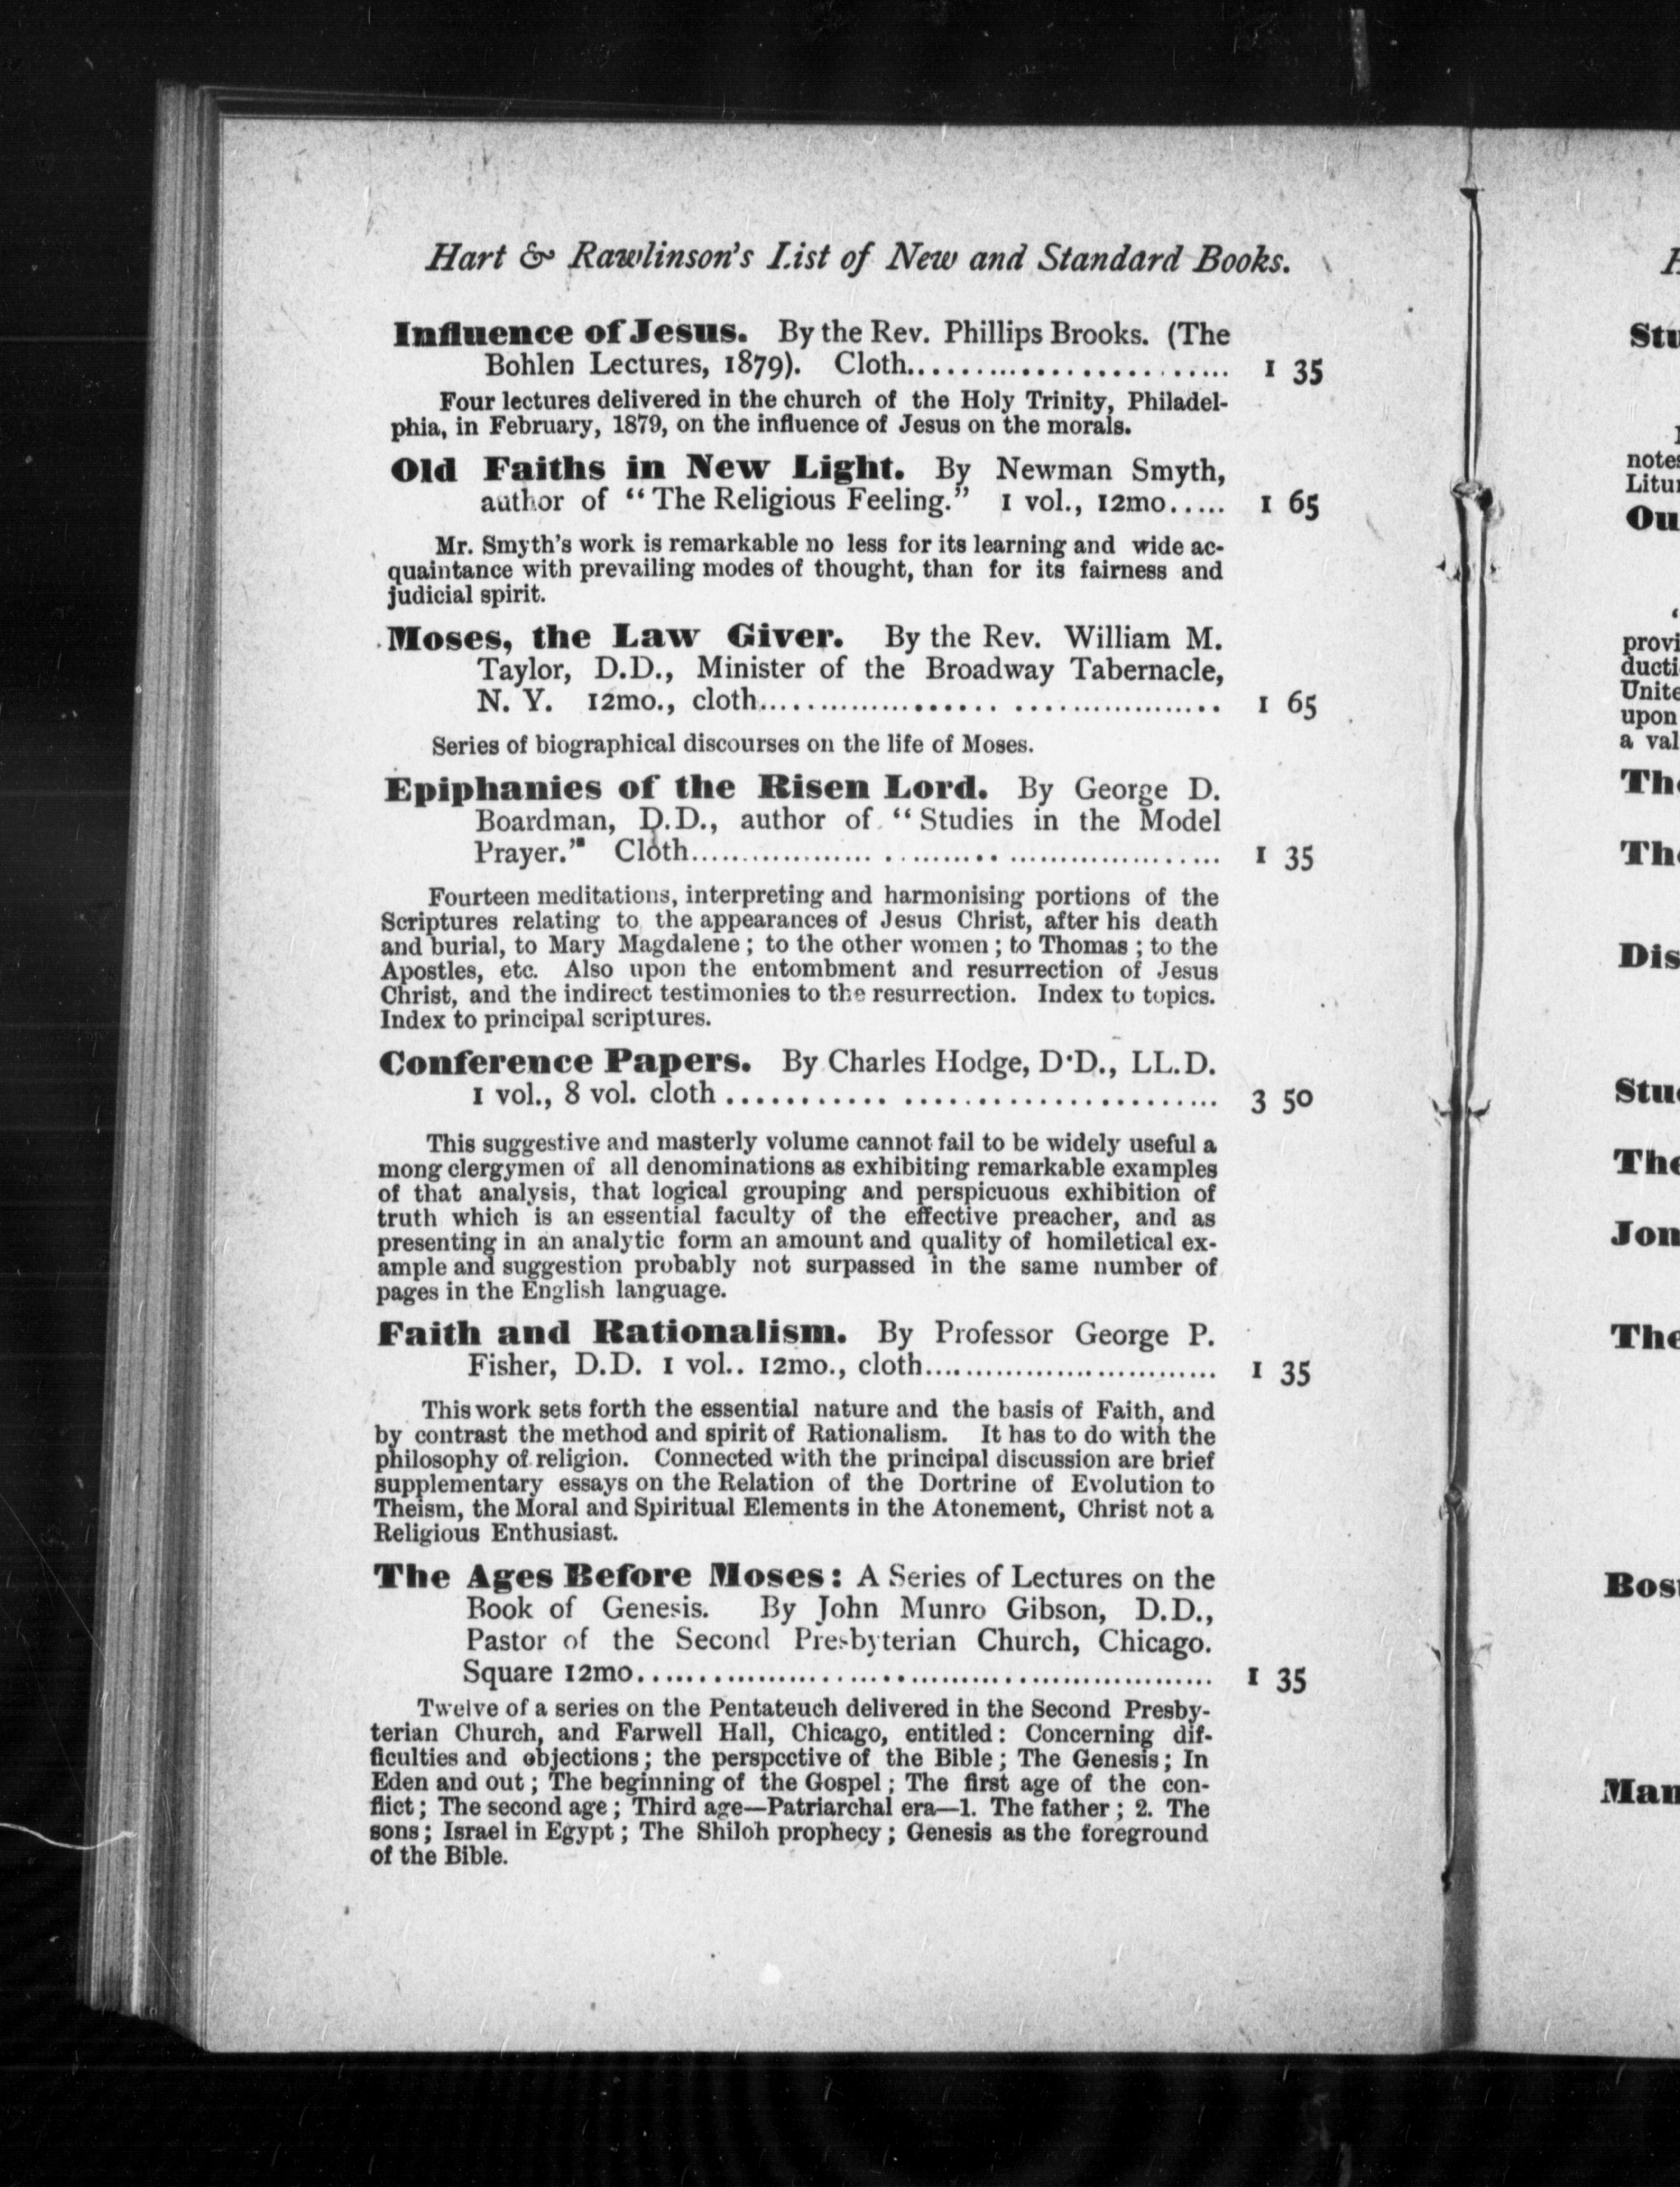 Hart & Rawlinson's List of New and Standard Books.
Influence of Jesus. By the Rev. Phillips Brooks. (The
Bohlen Lectures, 1879). Cloth........................ 1 35
Four lectures delivered in the church of the Holy Trinity, Philadel-
phia, in February, 1879, on the influence of Jesus on the morals.
Old Faiths in New Light. By Newman Smyth,
author of "The Religious Feeling." 1 vol., 12mo..... 1 65
Mr. Smyth's work is remarkable no less for its learning and wide ac-
quaintance with prevailing modes of thought, than for its fairness and
judicial spirit.
Moses, the Law Giver. By the Rev. William M.
Taylor, D.D., Minister of the Broadway Tabernacle,
N. Y. 12mo., cloth.................... .................. 1 65
Series of biographical discourses on the life of Moses.
Epiphanies of the Risen Lord. By George D.
Boardman, D.D., author of "Studies in the Model
Prayer." Cloth.................. .......... ..................... 1 35
Fourteen meditations, interpreting and harmonising portions of the
Scriptures relating to the appearances of Jesus Christ, after his death
and burial, to Mary Magdalene; to the other women; to Thomas; to the
Apostles, etc. Also upon the entombment and resurrection of Jesus
Christ, and the indirect testimonies to the resurrection. Index to topics.
Index to principal scriptures.
Conference Papers. By Charles Hodge, D·D., LL.D.
1 vol., 8 vol. cloth ........... ...................... 3 50
This suggestive and masterly volume cannot fail to be widely useful a
mong clergymen of all denominations as exhibiting remarkable examples
of that analysis, that logical grouping and perspicuous exhibition of
truth which is an essential faculty of the effective preacher, and as
presenting in an analytic form an amount and quality of homiletical ex-
ample and suggestion probably not surpassed in the same number of
pages in the English language.
Faith and Rationalism. By Professor George P.
Fisher, D.D. 1 vol.. 12mo., cloth............................ 1 35
This work sets forth the essential nature and the basis of Faith, and
by contrast the method and spirit of Rationalism. It has to do with the
philosophy of religion. Connected with the principal discussion are brief
supplementary essays on the Relation of the Dortrine of Evolution to
Theism, the Moral and Spiritual Elements in the Atonement, Christ not a
Religious Enthusiast.
The Ages Before Moses: A Series of Lectures on the
Book of Genesis. By John Munro Gibson, D.D.,
Pastor of the Second Presbyterian Church, Chicago.
Square 12mo...................................................... 1 35
Twelve of a series on the Pentateuch delivered in the Second Presby-
terian Church, and Farwell Hall, Chicago, entitled: Concerning dif-
ficulties and objections; the perspective of the Bible; The Genesis; In
Eden and out; The beginning of the Gospel; The first age of the con-
flict; The second age; Third age—Patriarchal era—1. The father; 2. The
sons; Israel in Egypt; The Shiloh prophecy; Genesis as the foreground
of the Bible.